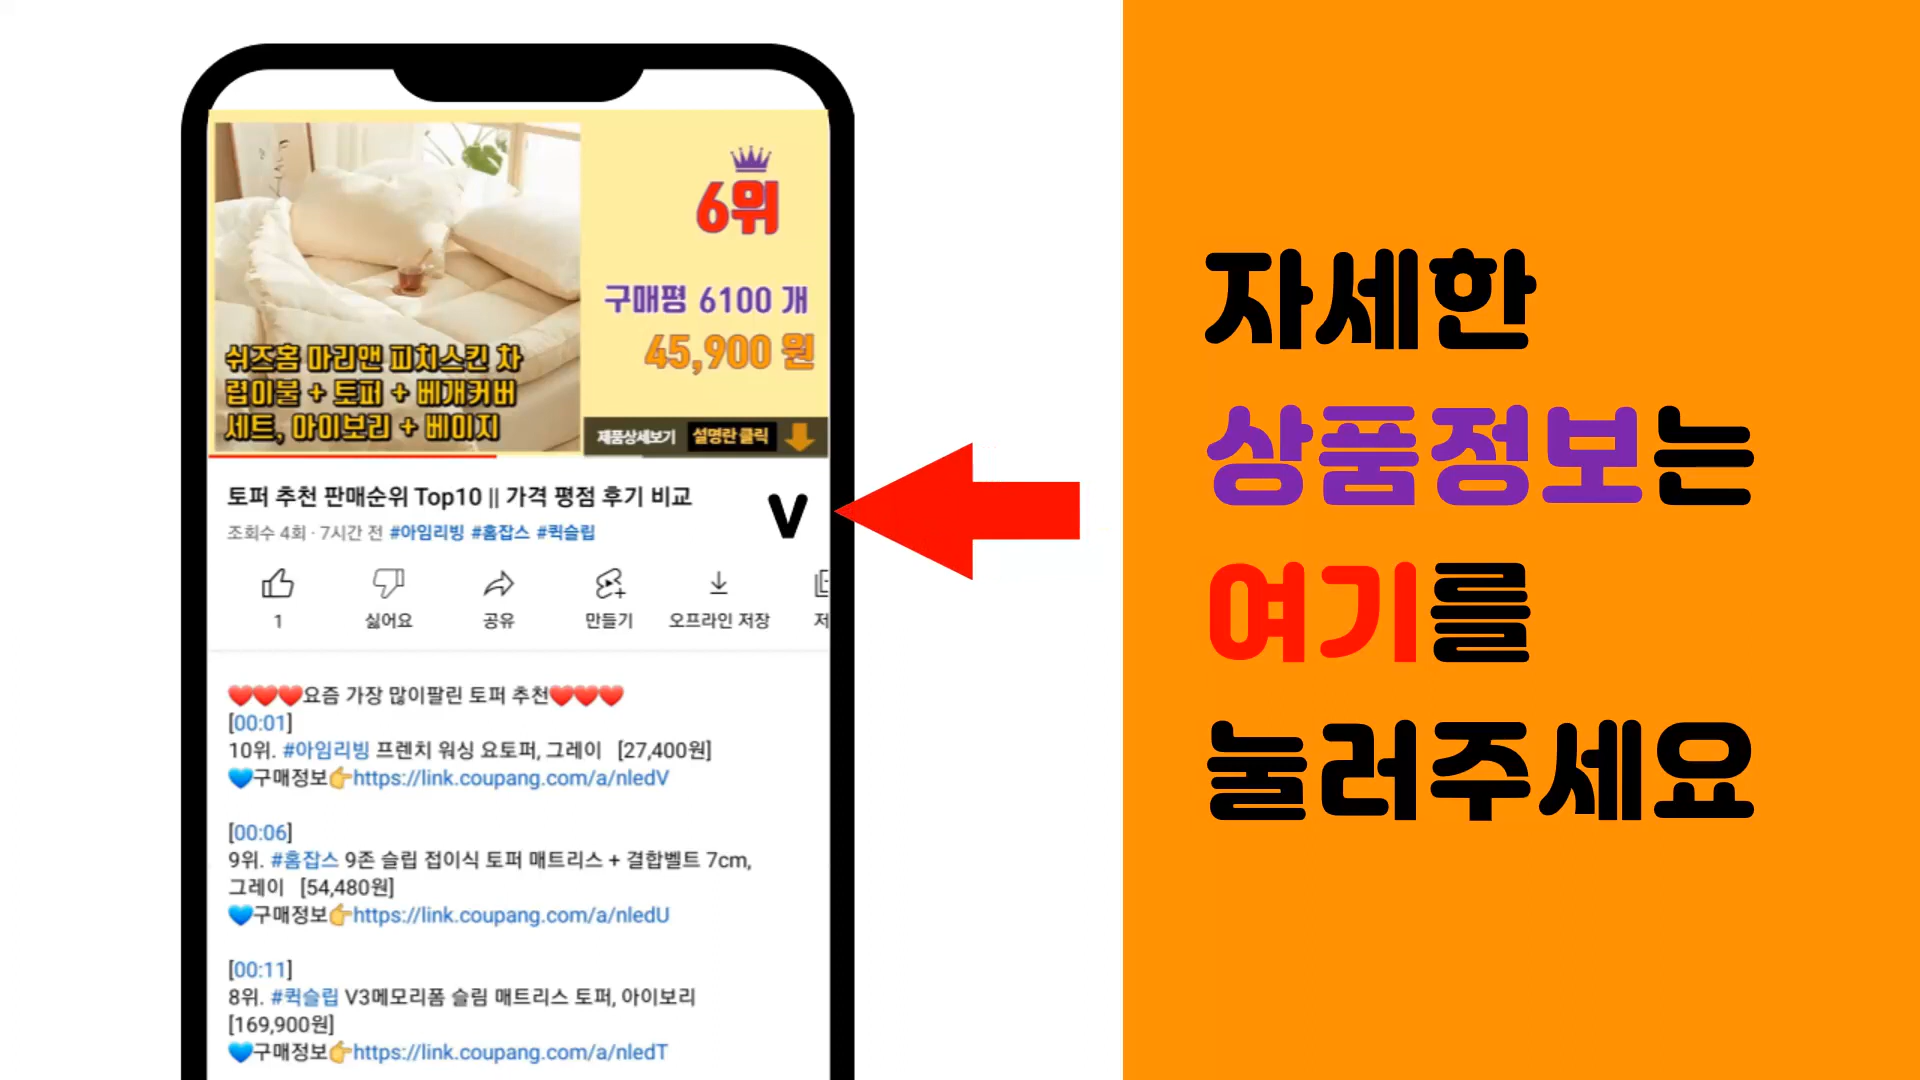 6위
구매평 6100 개
45,900 원
쉬즈홈 마리앤 피치스킨 차
렵이불 + 토퍼 + 베개커버
세트, 아이보리 + 베이지
제품상세보기 설명란 클릭
토퍼 추천 판매순위 Top10 || 가격 평점 후기 비교
V
조회수 4회 · 7시간 전 #아임리빙 #홈잡스 #퀵슬립
1 싫어요 공유 만들기 오프라인 저장 저
❤❤❤요즘 가장 많이팔린 토퍼 추천❤❤❤
[00:01]
10위. #아임리빙 프렌치 워싱 요토퍼, 그레이 [27,400원]
💙구매정보👉https://link.coupang.com/a/nledV
[00:06]
9위. #홈잡스 9존 슬립 접이식 토퍼 매트리스 + 결합벨트 7cm,
그레이 [54,480원]
💙구매정보👉https://link.coupang.com/a/nledU
[00:11]
8위. #퀵슬립 V3메모리폼 슬림 매트리스 토퍼, 아이보리
[169,900원]
💙구매정보👉https://link.coupang.com/a/nledT
자세한
상품정보는
여기를
눌러주세요